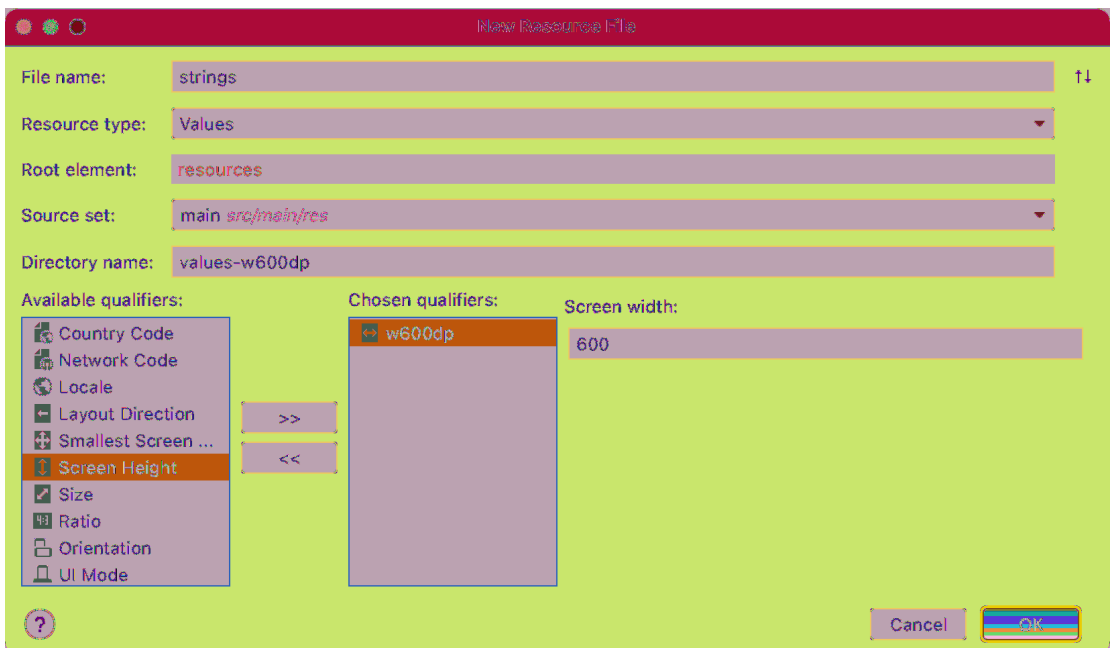 New Resource File
File name: strings
Resource type: Values
Root element: resources
Source set: main src/main/res
Directory name: values-w600dp
Available qualifiers:
Country Code
Network Code
Locale
Layout Direction
Smallest Screen ...
Screen Height
Size
Ratio
Orientation
UI Mode
>>
<<
Chosen qualifiers:
w600dp
Screen width:
600
?
Cancel
OK